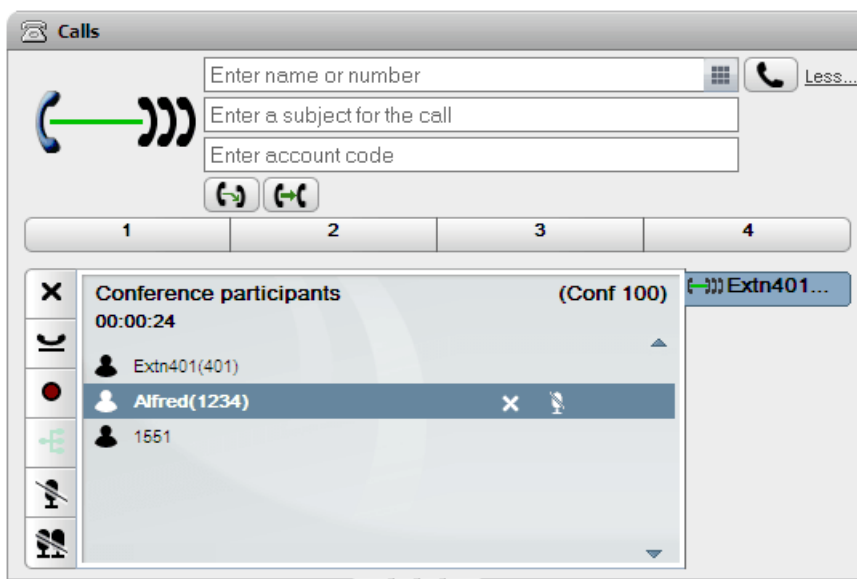 Calls
Enter name or number
Less...
Enter a subject for the call
Enter account code
1 2 3 4
Conference participants (Conf 100)
Extn401...
00:00:24
Extn401(401)
Alfred(1234)
1551